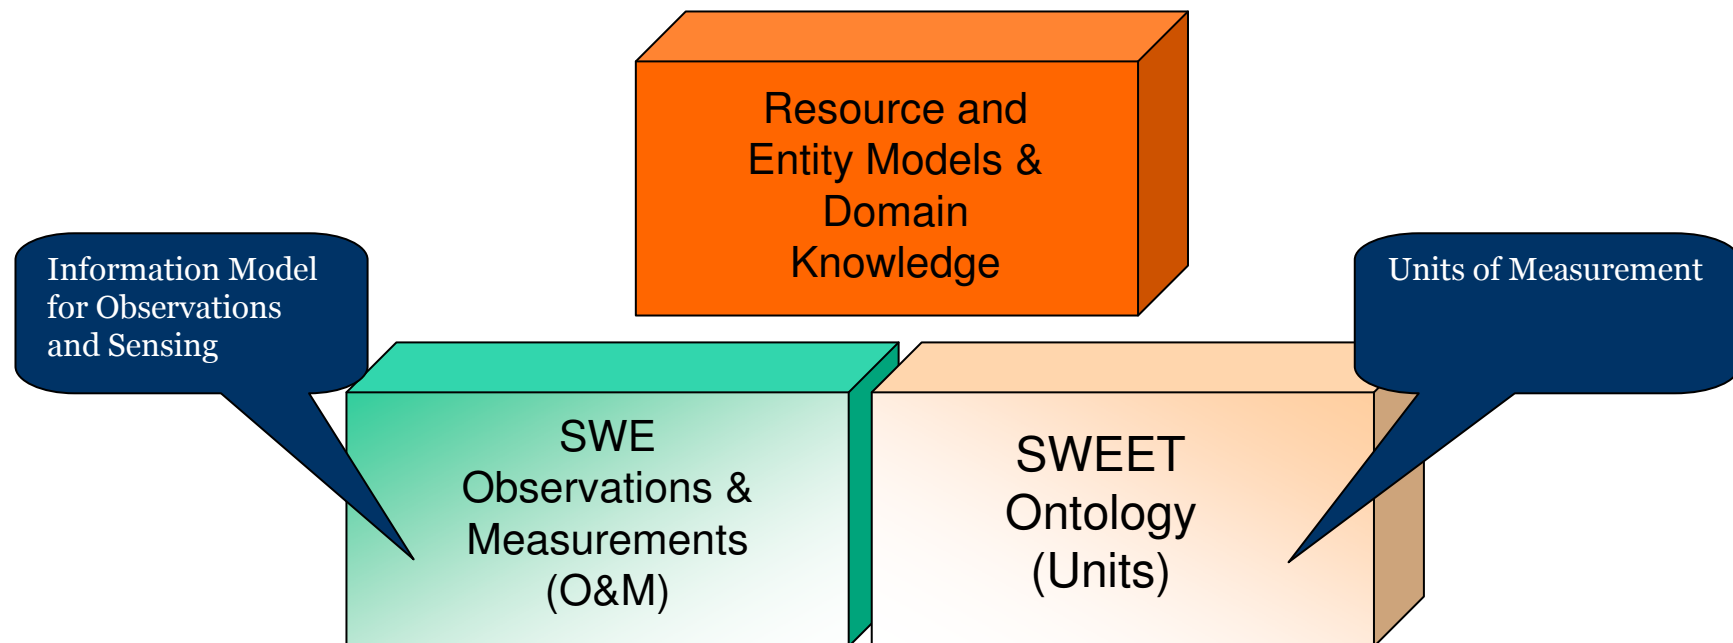 Resource and
Entity Models &
Domain
Knowledge
Information Model
for Observations
and Sensing
Units of Measurement
SWE
Observations &
Measurements
(O&M)
SWEET
Ontology
(Units)